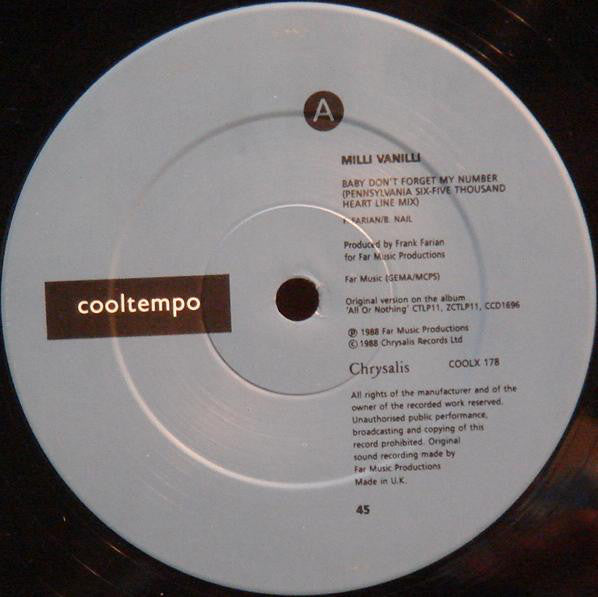 A
MILLI VANILLI
BABY DON'T FORGET MY NUMBER
(PENNSYLVANIA SIX-FIVE THOUSAND
HEART LINE MIX)
F. FARIAN/B. NAIL
Produced by Frank Farian
for Far Music Productions
Far Music (GEMA/MCPS)
cooltempo
Original version on the album
'All Or Nothing' CTLP11, ZCTLP11, CCD1696
℗ 1988 Far Music Productions
© 1988 Chrysalis Records Ltd
Chrysalis COOLX 178
All rights of the manufacturer and of the
owner of the recorded work reserved.
Unauthorised public performance,
broadcasting and copying of this
record prohibited. Original
sound recording made by
Far Music Productions
Made in U.K.
45